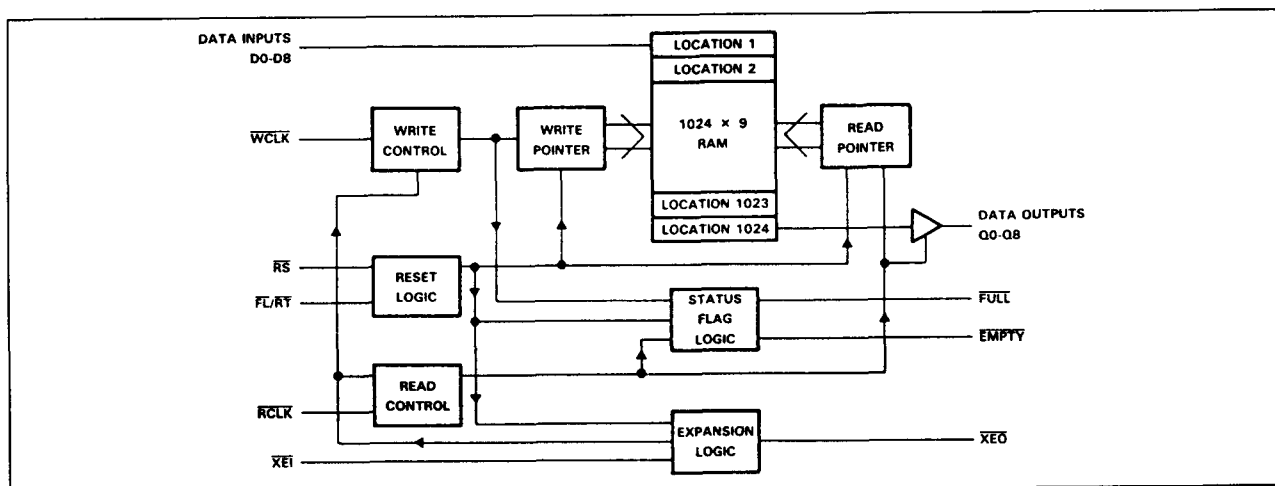 DATA INPUTS
D0-D8
LOCATION 1
LOCATION 2
1024 × 9
RAM
LOCATION 1023
LOCATION 1024
WCLK
WRITE
CONTROL
WRITE
POINTER
READ
POINTER
DATA OUTPUTS
Q0-Q8
RS
FL/RT
RESET
LOGIC
STATUS
FLAG
LOGIC
FULL
EMPTY
READ
CONTROL
RCLK
EXPANSION
LOGIC
XEO
XEI